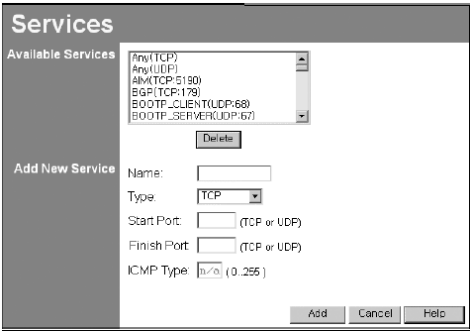 Services
Available Services
Any(TCP)
Any(UDP)
AIM(TCP:5190)
BGP(TCP:179)
BOOTP_CLIENT(UDP:68)
BOOTP_SERVER(UDP:67)
Delete
Add New Service
Name:
Type: TCP
Start Port: (TCP or UDP)
Finish Port (TCP or UDP)
ICMP Type: n/a (0..255)
Add Cancel Help